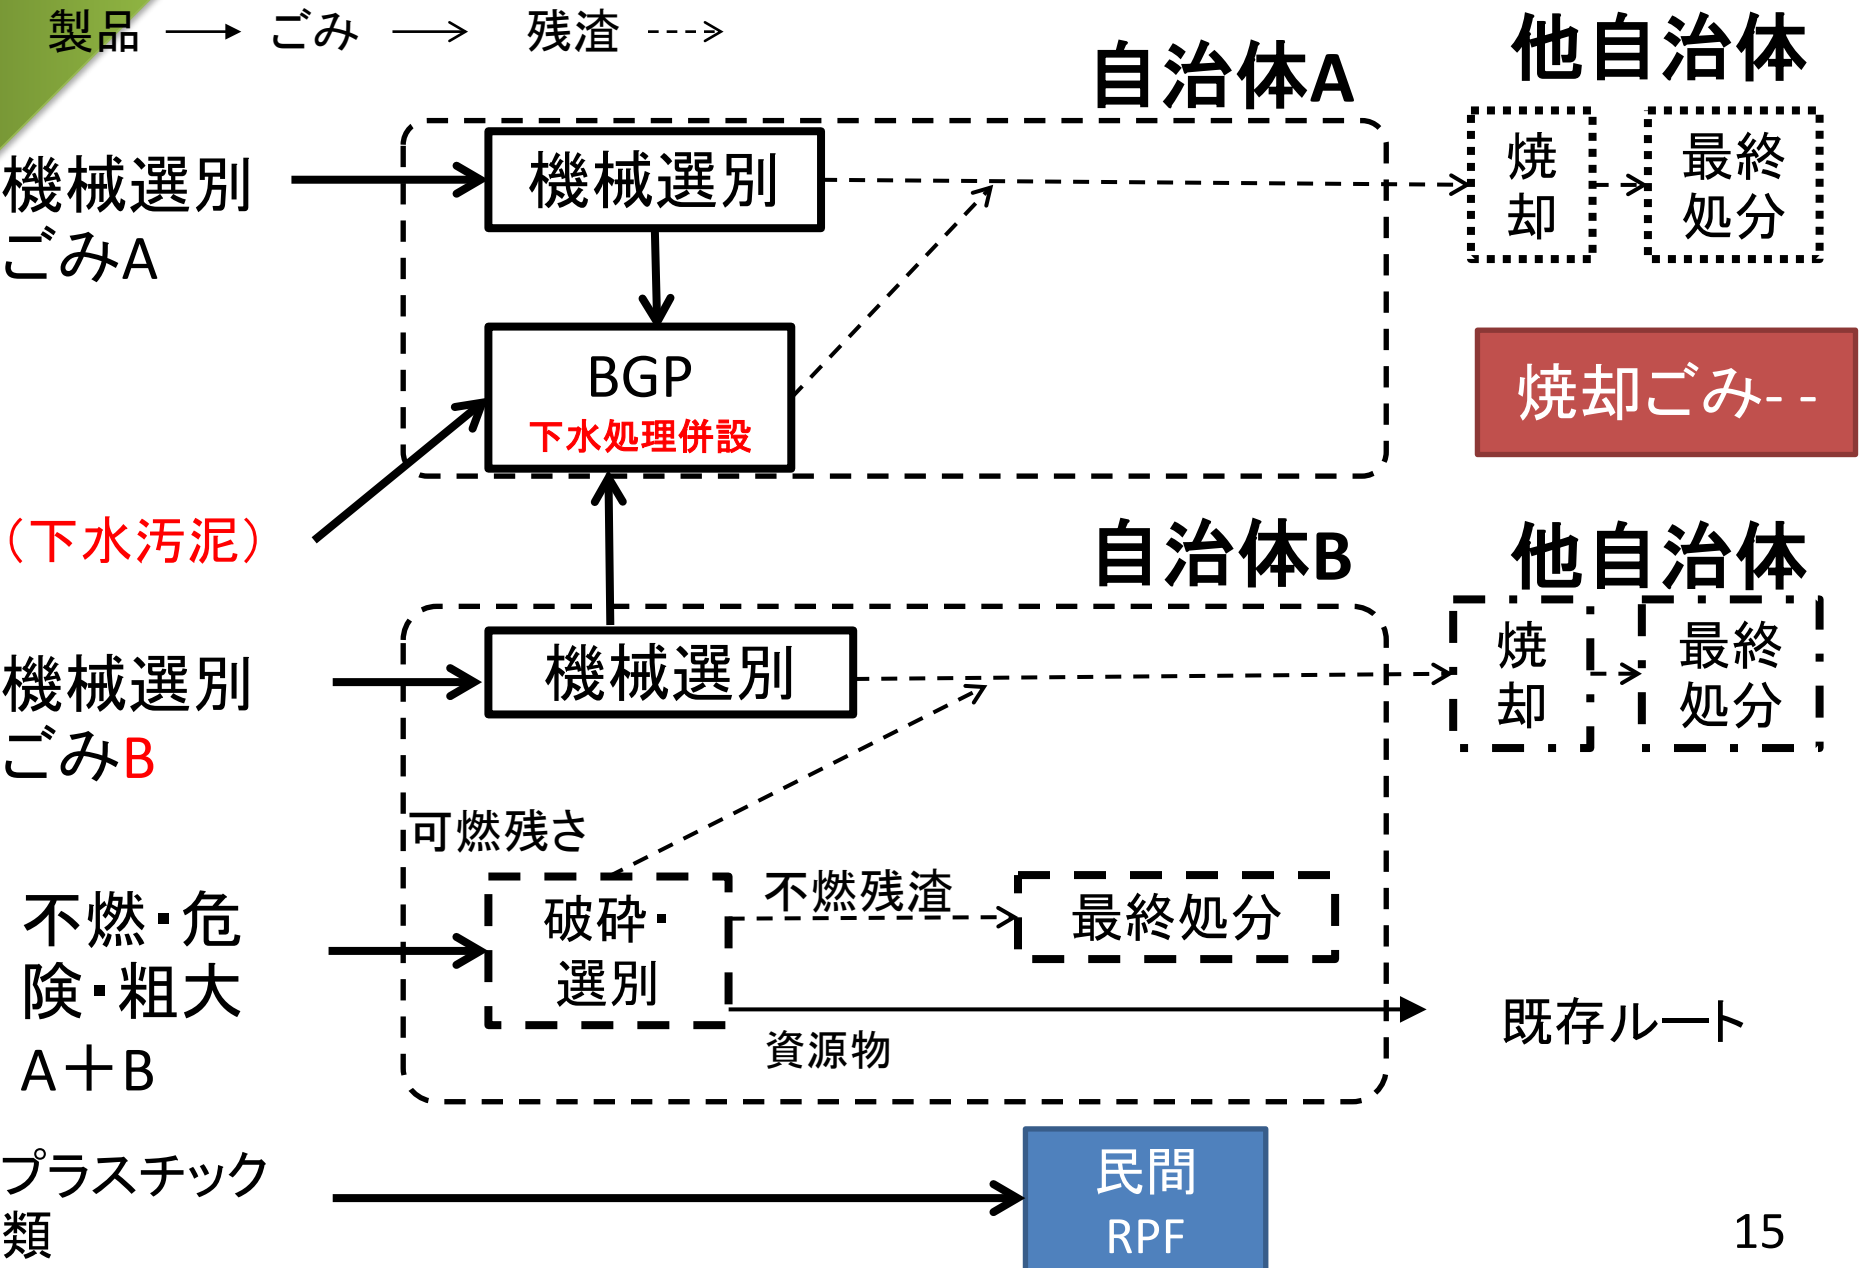 製品
ごみ
残渣
自治体A
他自治体
機械選別
ごみA
機械選別
焼
却
最終
処分
BGP
下水処理併設
焼却ごみ- -
（下水汚泥）
自治体B
他自治体
機械選別
ごみB
機械選別
焼
却
最終
処分
可燃残さ
不燃・危
険・粗大
A＋B
破砕・
選別
不燃残渣
最終処分
資源物
既存ルート
プラスチック
類
民間
RPF
15